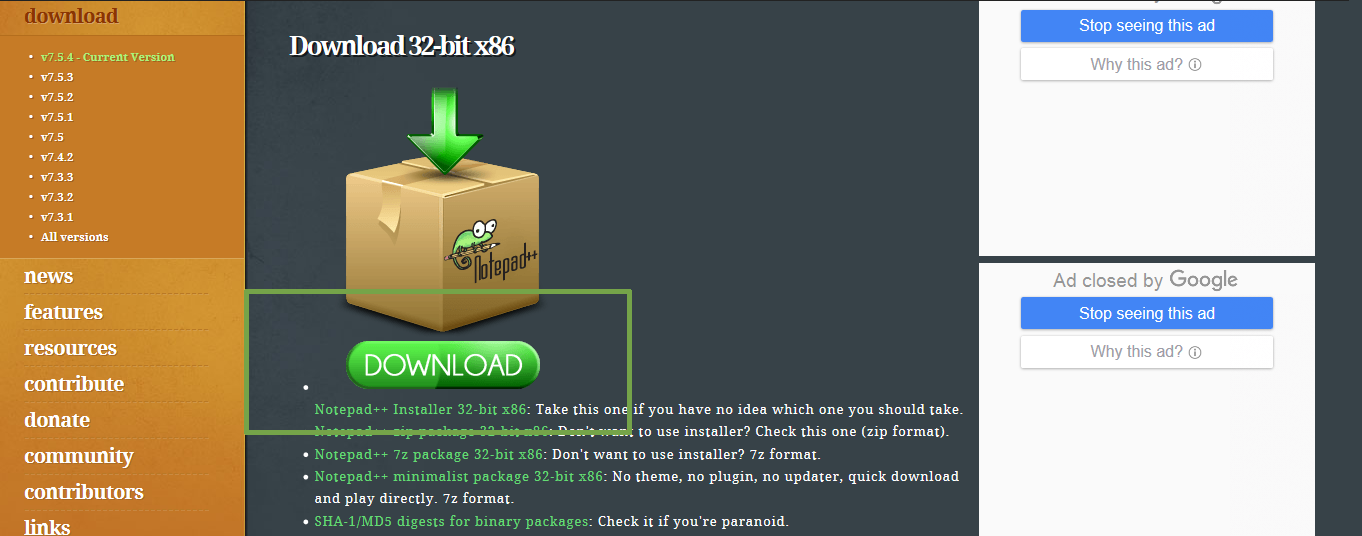 download
v7.5.4 - Current Version
v7.5.3
v7.5.2
v7.5.1
v7.5
v7.4.2
v7.3.3
v7.3.2
v7.3.1
All versions
news
features
resources
contribute
donate
community
contributors
links
Download 32-bit x86
Notepad++
DOWNLOAD
Notepad++ Installer 32-bit x86: Take this one if you have no idea which one you should take.
Notepad++ zip package 32-bit x86: Don't want to use installer? Check this one (zip format).
Notepad++ 7z package 32-bit x86: Don't want to use installer? 7z format.
Notepad++ minimalist package 32-bit x86: No theme, no plugin, no updater, quick download
and play directly. 7z format.
SHA-1/MD5 digests for binary packages: Check it if you're paranoid.
Stop seeing this ad
Why this ad?
Ad closed by Google
Stop seeing this ad
Why this ad?